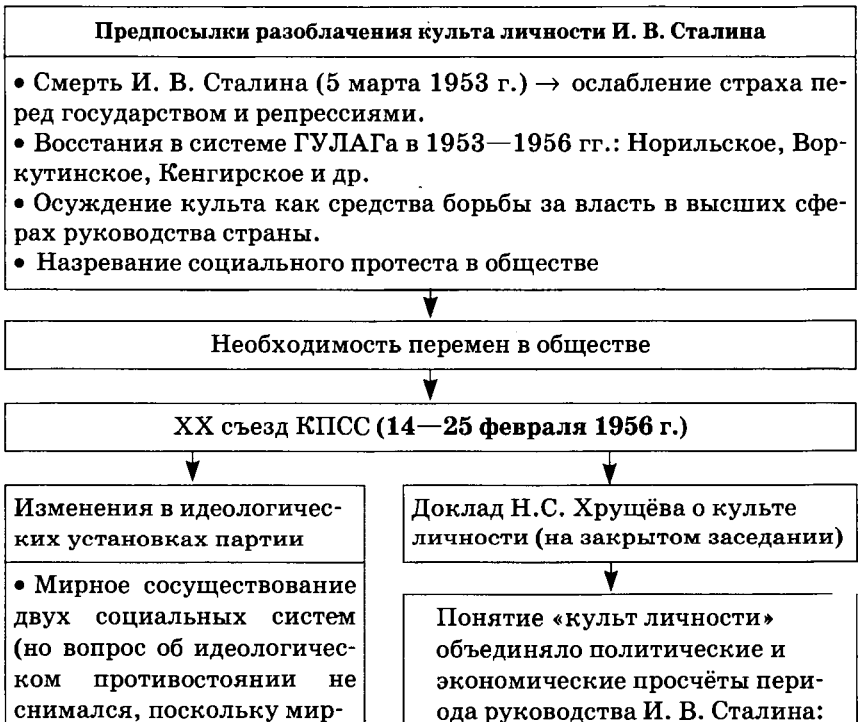 Предпосылки разоблачения культа личности И. В. Сталина
• Смерть И. В. Сталина (5 марта 1953 г.) → ослабление страха пе-
ред государством и репрессиями.
• Восстания в системе ГУЛАГа в 1953—1956 гг.: Норильское, Вор-
кутинское, Кенгирское и др.
• Осуждение культа как средства борьбы за власть в высших сфе-
рах руководства страны.
• Назревание социального протеста в обществе
Необходимость перемен в обществе
XX съезд КПСС (14—25 февраля 1956 г.)
Изменения в идеологичес-
ких установках партии
• Мирное сосуществование
двух социальных систем
(но вопрос об идеологичес-
ком противостоянии не
снимался, поскольку мир-
Доклад Н.С. Хрущёва о культе
личности (на закрытом заседании)
Понятие «культ личности»
объединяло политические и
экономические просчёты пери-
ода руководства И. В. Сталина: